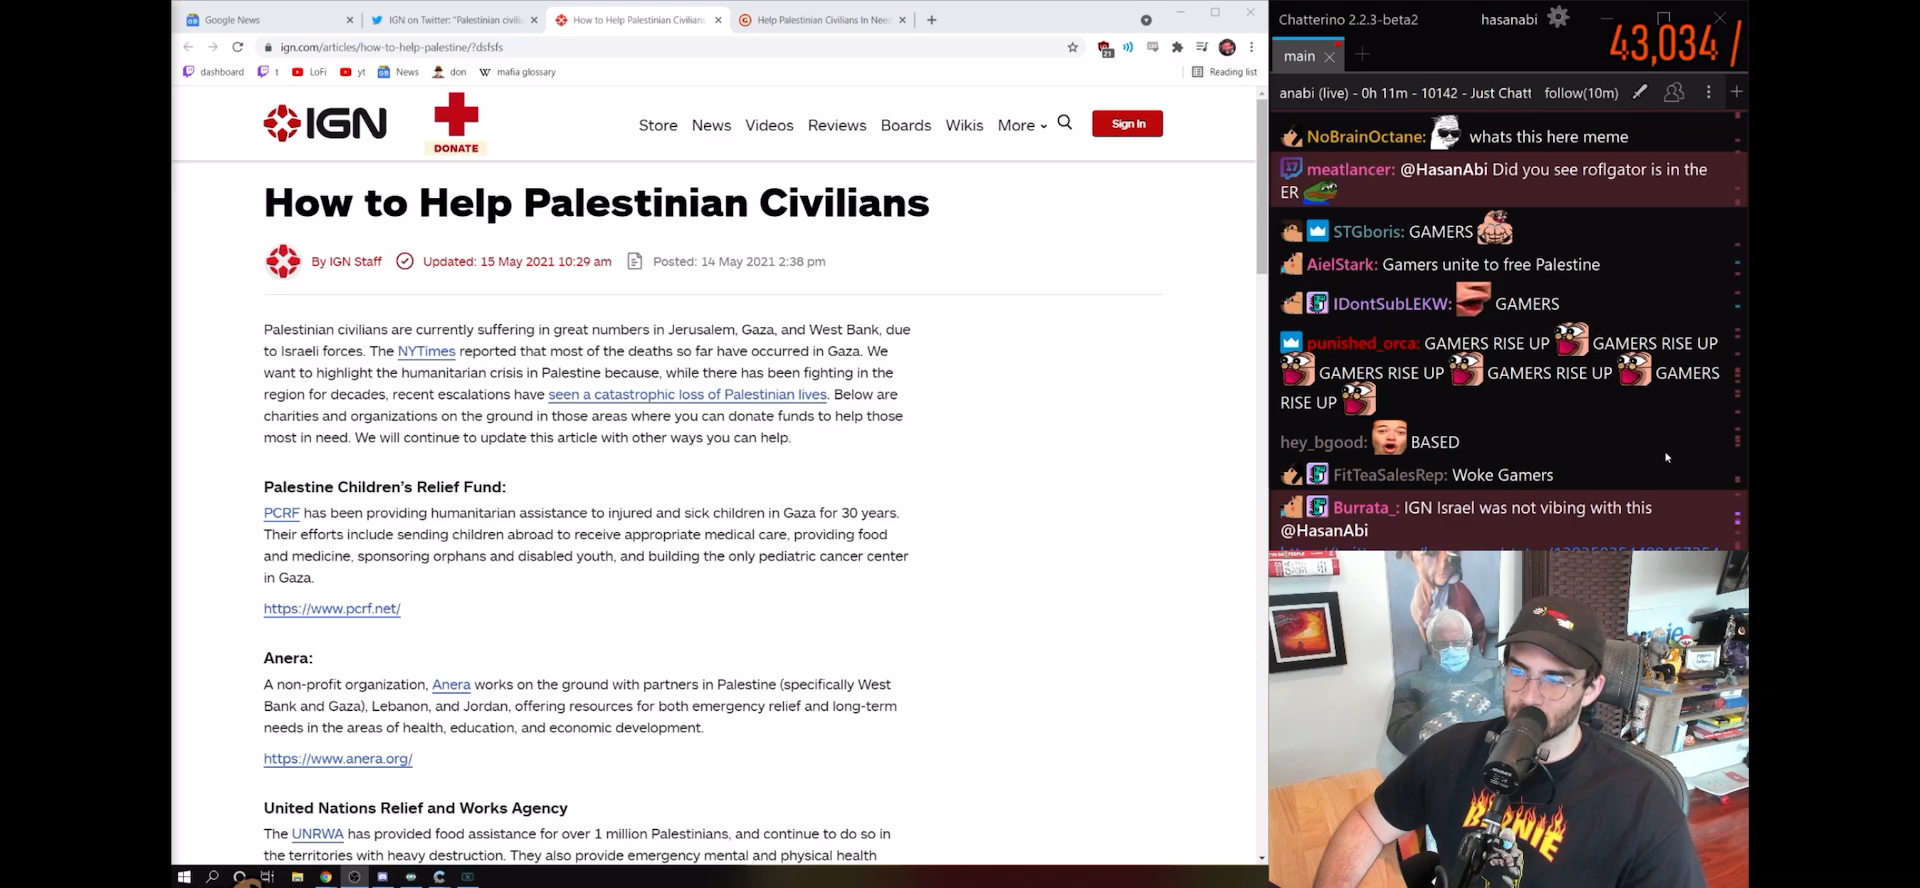 Google News
IGN on Twitter: "Palestinian civili
How to Help Palestinian Civilians
Help Palestinian Civilians In Nee
ign.com/articles/how-to-help-palestine/?dsfsfs
21
dashboard
t
LoFi
yt
News
don
mafia glossary
Reading list
IGN
DONATE
Store
News
Videos
Reviews
Boards
Wikis
More
Sign In
How to Help Palestinian Civilians
By IGN Staff
Updated: 15 May 2021 10:29 am
Posted: 14 May 2021 2:38 pm
Palestinian civilians are currently suffering in great numbers in Jerusalem, Gaza, and West Bank, due
to Israeli forces. The NYTimes reported that most of the deaths so far have occurred in Gaza. We
want to highlight the humanitarian crisis in Palestine because, while there has been fighting in the
region for decades, recent escalations have seen a catastrophic loss of Palestinian lives. Below are
charities and organizations on the ground in those areas where you can donate funds to help those
most in need. We will continue to update this article with other ways you can help.
Palestine Children's Relief Fund:
PCRF has been providing humanitarian assistance to injured and sick children in Gaza for 30 years.
Their efforts include sending children abroad to receive appropriate medical care, providing food
and medicine, sponsoring orphans and disabled youth, and building the only pediatric cancer center
in Gaza.
https://www.pcrf.net/
Anera:
A non-profit organization, Anera works on the ground with partners in Palestine (specifically West
Bank and Gaza), Lebanon, and Jordan, offering resources for both emergency relief and long-term
needs in the areas of health, education, and economic development.
https://www.anera.org/
United Nations Relief and Works Agency
The UNRWA has provided food assistance for over 1 million Palestinians, and continue to do so in
the territories with heavy destruction. They also provide emergency mental and physical health
Chatterino 2.2.3-beta2
hasanabi
43,034 /
main
anabi (live) - 0h 11m - 10142 - Just Chatt
follow(10m)
NoBrainOctane: whats this here meme
meatlancer: @HasanAbi Did you see roflgator is in the
ER
STGboris: GAMERS
AielStark: Gamers unite to free Palestine
IDontSubLEKW: GAMERS
punished_orca: GAMERS RISE UP GAMERS RISE UP
GAMERS RISE UP GAMERS RISE UP GAMERS
RISE UP
hey_bgood: BASED
FitTeaSalesRep: Woke Gamers
Burrata_: IGN Israel was not vibing with this
@HasanAbi
BERNIE